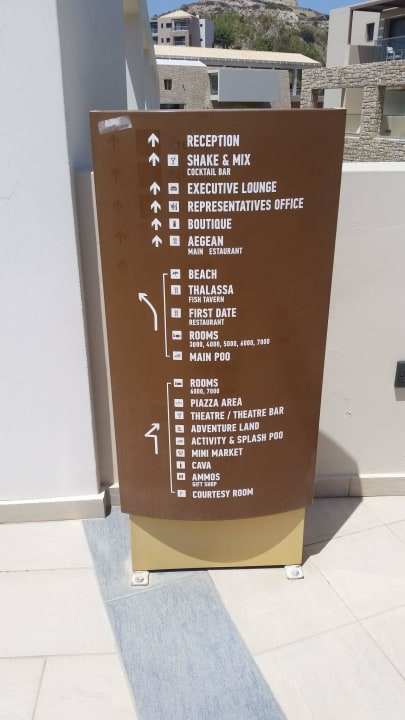 RECEPTION
SHAKE & MIX
COCKTAIL BAR
EXECUTIVE LOUNGE
REPRESENTATIVES OFFICE
BOUTIQUE
AEGEAN
MAIN ESTAURANT
BEACH
THALASSA
FISH TAVERN
FIRST DATE
RESTAURANT
ROOMS
3000, 4000, 5000, 6000, 7000
MAIN POO
ROOMS
6000, 7000
PIAZZA AREA
THEATRE / THEATRE BAR
ADVENTURE LAND
ACTIVITY & SPLASH POO
MINI MARKET
CAVA
AMMOS
GIFT SHOP
COURTESY ROOM